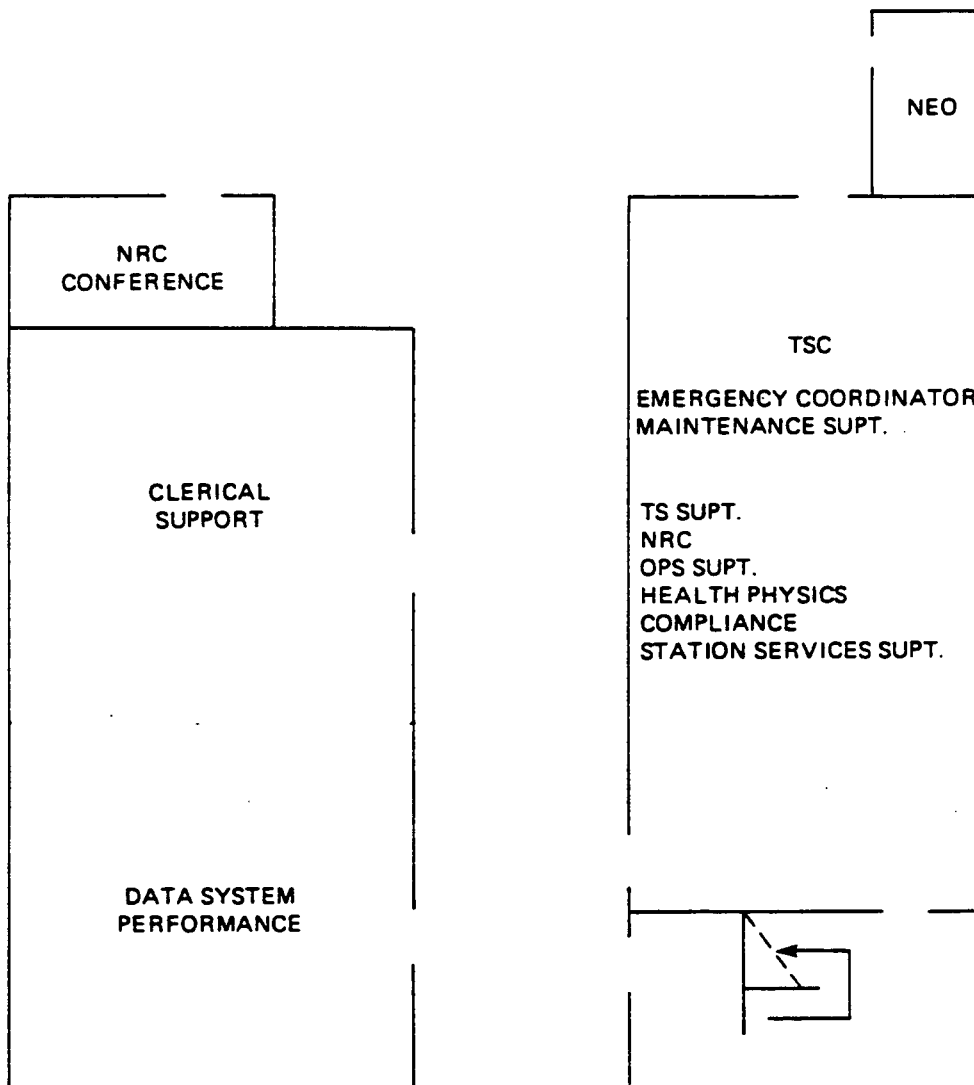 NEO
NRC
CONFERENCE
TSC
EMERGENCY COORDINATOR
MAINTENANCE SUPT.
CLERICAL
SUPPORT
TS SUPT.
NRC
OPS SUPT.
HEALTH PHYSICS
COMPLIANCE
STATION SERVICES SUPT.
DATA SYSTEM
PERFORMANCE